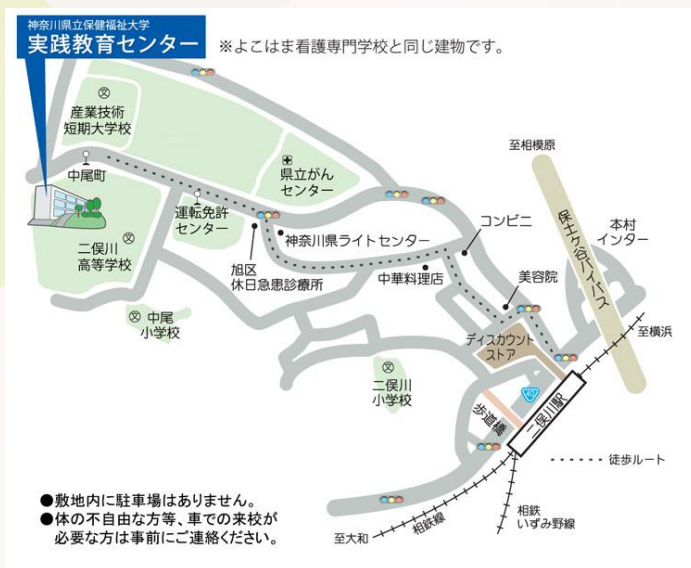 神奈川県立保健福祉大学
実践教育センター
※よこはま看護専門学校と同じ建物です。
産業技術
短期大学校
中尾町
県立がん
センター
運転免許
センター
二俣川
高等学校
旭区
休日急患診療所
神奈川県ライトセンター
中華料理店
コンビニ
美容院
至相模原
保土ヶ谷バイパス
本村
インター
至横浜
中尾
小学校
ディスカウント
ストア
二俣川
小学校
歩道橋
二俣川駅
徒歩ルート
相鉄
いずみ野線
相鉄線
至大和
●敷地内に駐車場はありません。
●体の不自由な方等、車での来校が
必要な方は事前にご連絡ください。